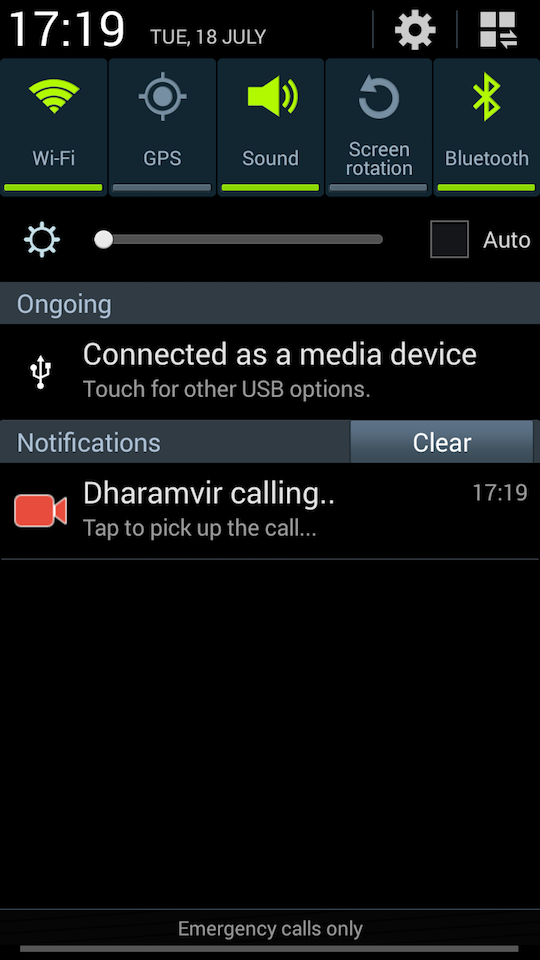 17:19 TUE, 18 JULY
Wi-Fi
GPS
Sound
Screen
rotation
Bluetooth
Auto
Ongoing
Connected as a media device
Touch for other USB options.
Notifications
Clear
Dharamvir calling..
17:19
Tap to pick up the call...
Emergency calls only